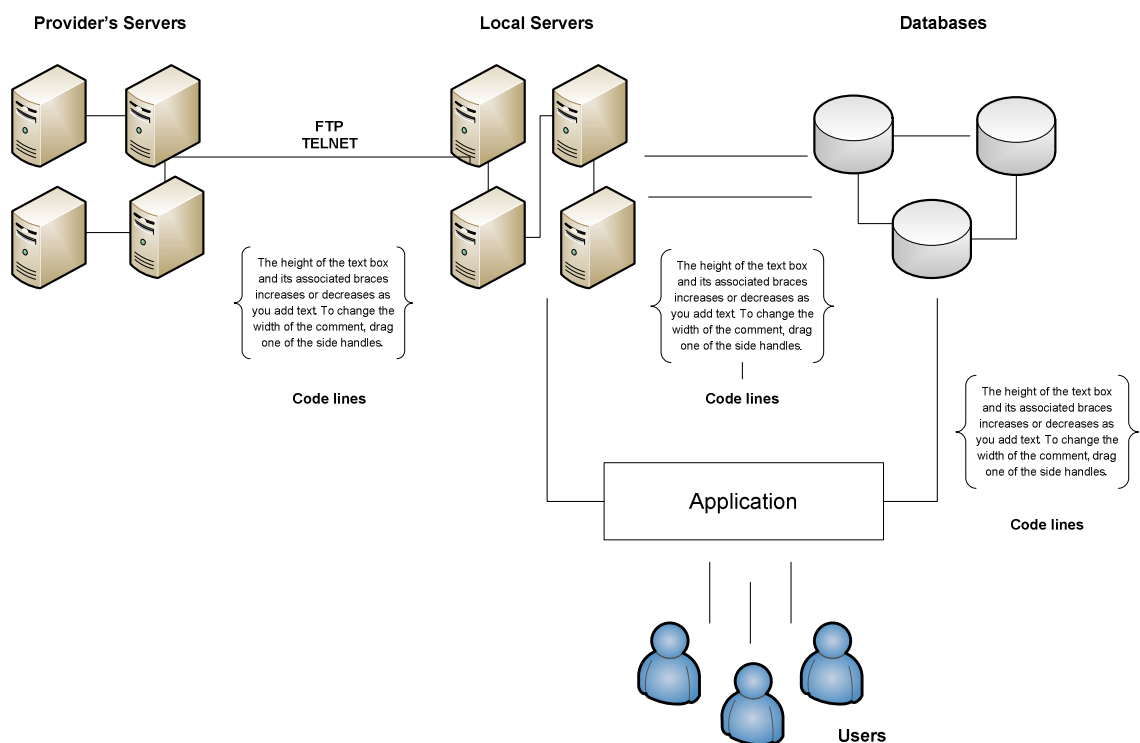 Provider's Servers
Local Servers
Databases
FTP
TELNET
The height of the text box
and its associated braces
increases or decreases as
you add text. To change the
width of the comment, drag
one of the side handles.
Code lines
The height of the text box
and its associated braces
increases or decreases as
you add text. To change the
width of the comment, drag
one of the side handles.
Code lines
The height of the text box
and its associated braces
increases or decreases as
you add text. To change the
width of the comment, drag
one of the side handles.
Code lines
Application
Users